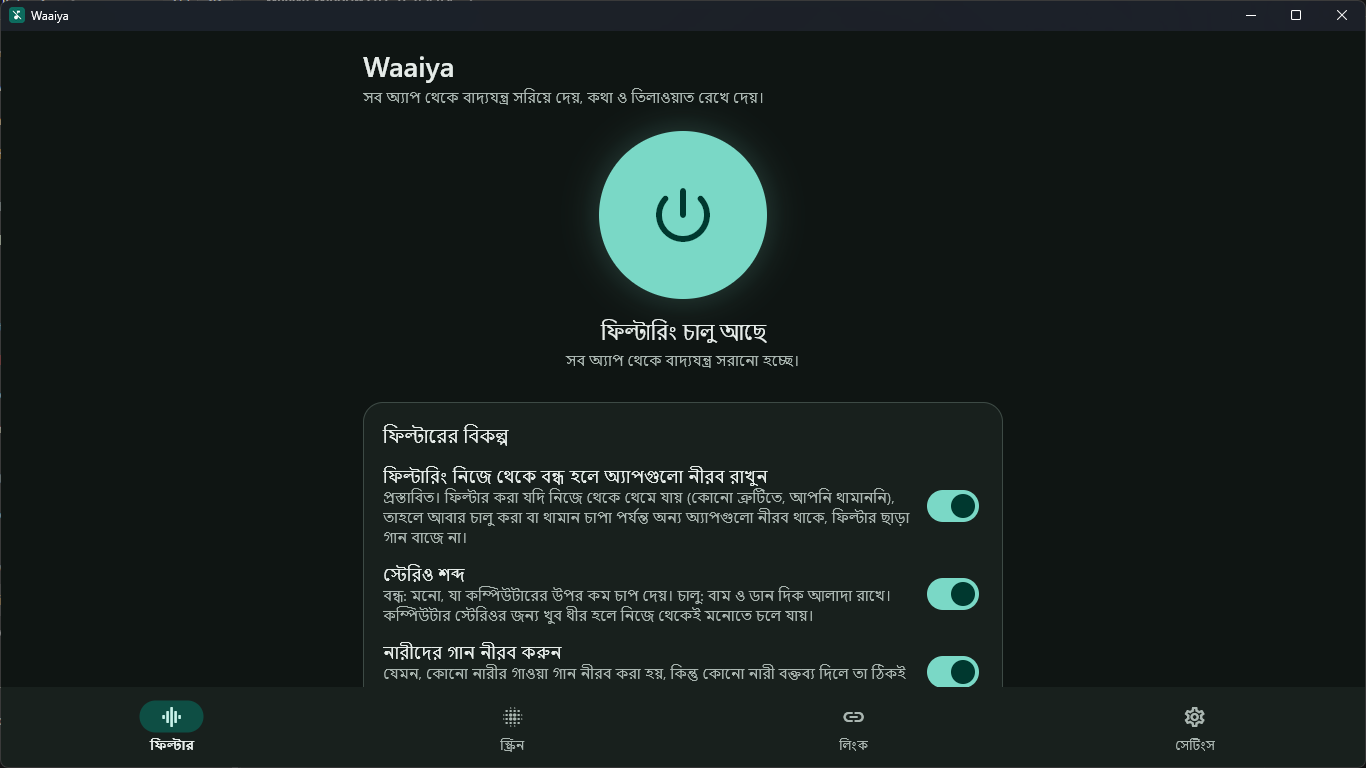 Waaiya
Waaiya
সব অ্যাপ থেকে বাদ্যযন্ত্র সরিয়ে দেয়, কথা ও তিলাওয়াত রেখে দেয়।
ফিল্টারিং চালু আছে
সব অ্যাপ থেকে বাদ্যযন্ত্র সরানো হচ্ছে।
ফিল্টারের বিকল্প
ফিল্টারিং নিজে থেকে বন্ধ হলে অ্যাপগুলো নীরব রাখুন
প্রস্তাবিত। ফিল্টার করা যদি নিজে থেকে থেমে যায় (কোনো ত্রুটিতে, আপনি থামাননি),
তাহলে আবার চালু করা বা থামান চাপা পর্যন্ত অন্য অ্যাপগুলো নীরব থাকে, ফিল্টার ছাড়া
গান বাজে না।
স্টেরিও শব্দ
বন্ধ: মনো, যা কম্পিউটারের উপর কম চাপ দেয়। চালু: বাম ও ডান দিক আলাদা রাখে।
কম্পিউটার স্টেরিওর জন্য খুব ধীর হলে নিজে থেকেই মনোতে চলে যায়।
নারীদের গান নীরব করুন
যেমন, কোনো নারীর গাওয়া গান নীরব করা হয়, কিন্তু কোনো নারী বক্তব্য দিলে তা ঠিকই
ফিল্টার
স্ক্রিন
লিংক
সেটিংস